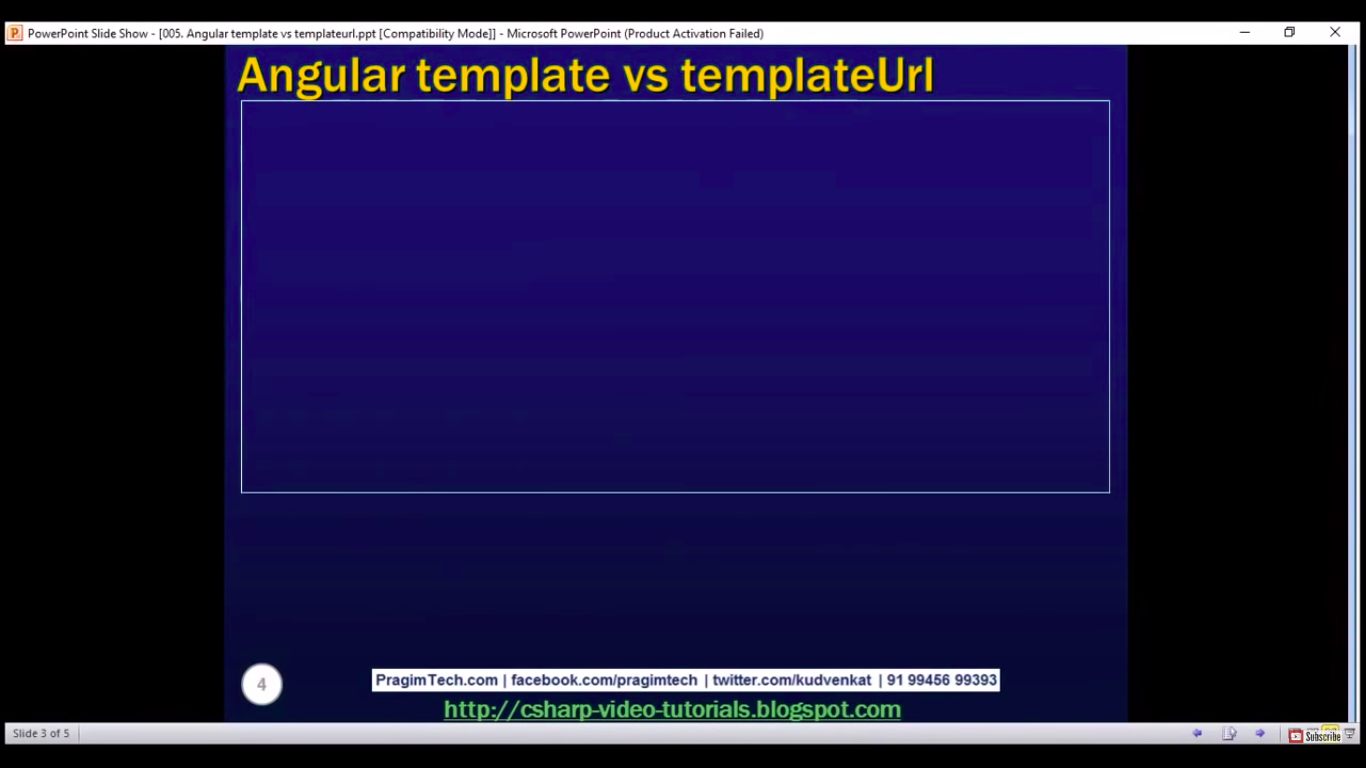 PowerPoint Slide Show - [005. Angular template vs templateurl.ppt [Compatibility Mode]] - Microsoft PowerPoint (Product Activation Failed)
Angular template vs templateUrl
4
PragimTech.com | facebook.com/pragimtech | twitter.com/kudvenkat | 91 99456 99393
http://csharp-video-tutorials.blogspot.com
Slide 3 of 5
Subscribe